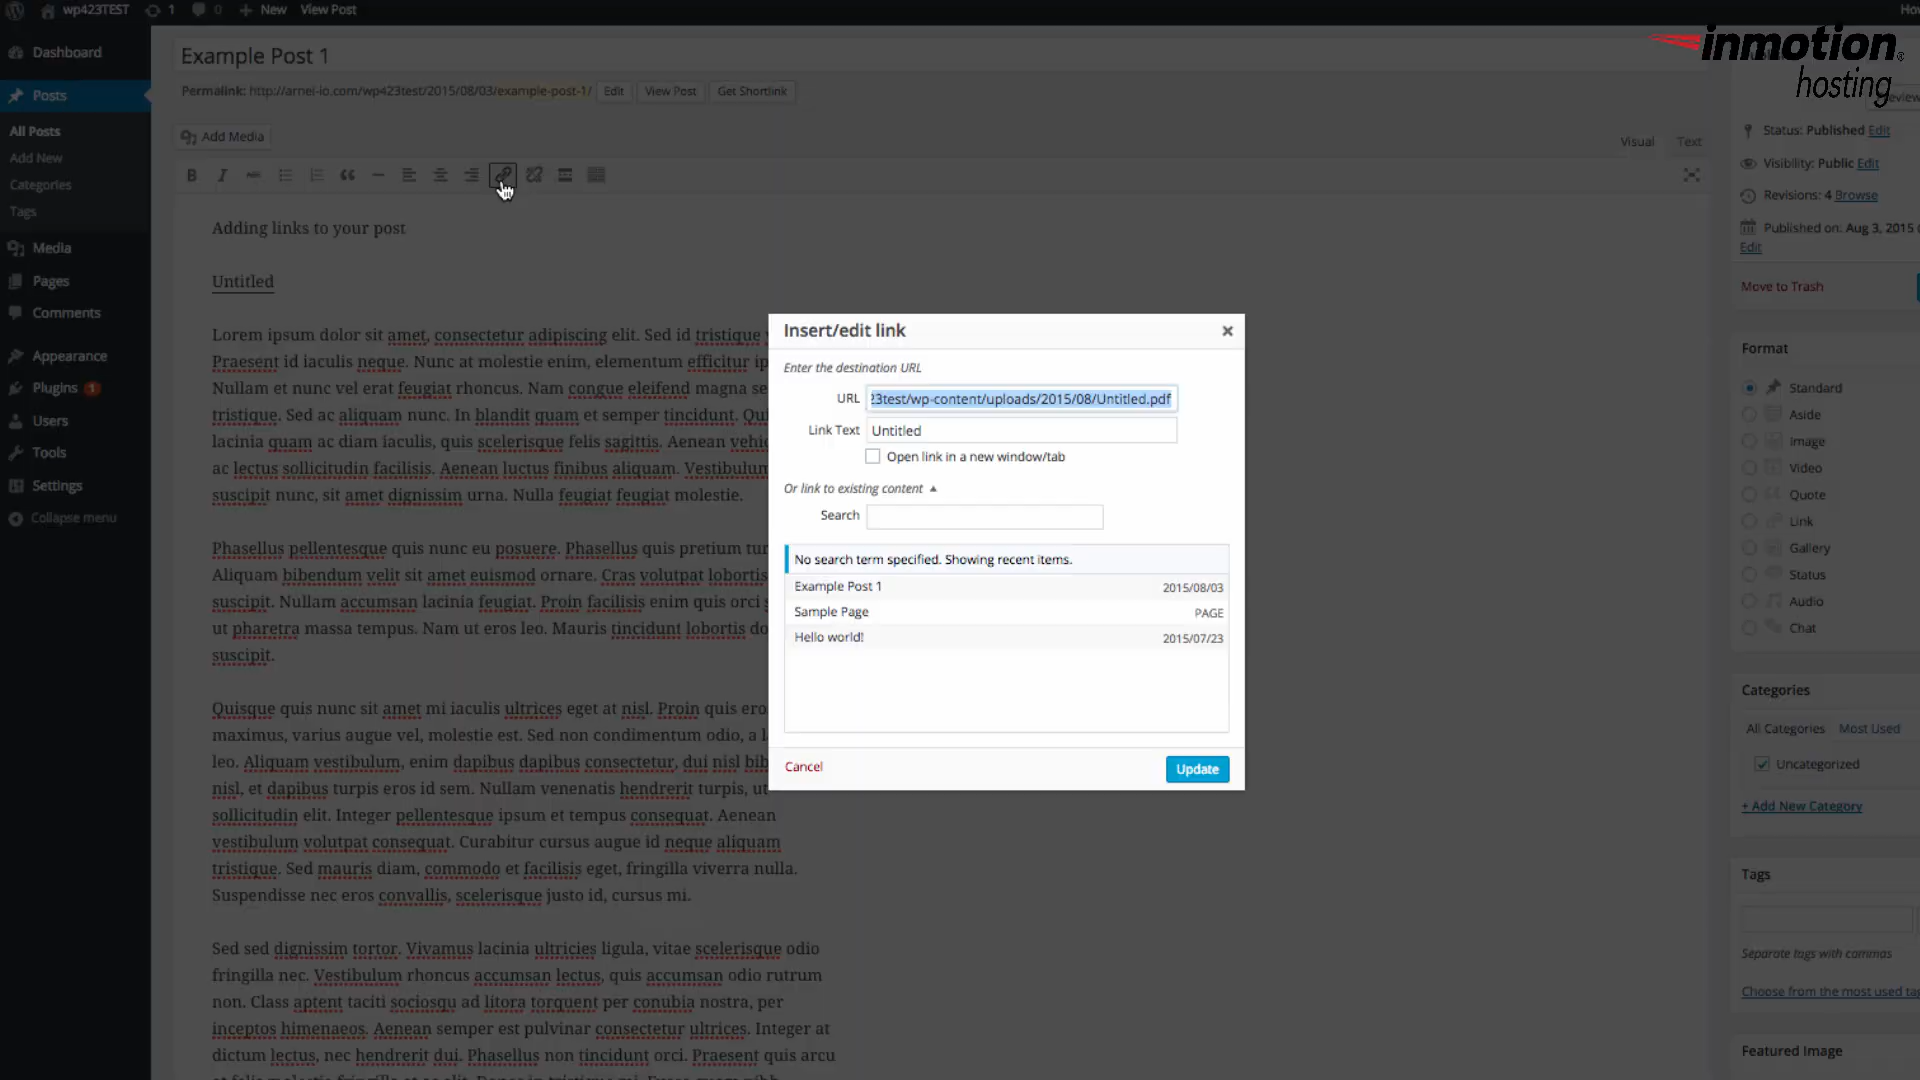 wp423TEST 1 0 New View Post
Dashboard
Posts
All Posts
Add New
Categories
Tags
Media
Pages
Comments
Appearance
Plugins 1
Users
Tools
Settings
Collapse menu
Example Post 1
Permalink: http://arnel-io.com/wp423test/2015/08/03/example-post-1/ Edit View Post Get Shortlink
Add Media
Visual Text
B I ABC
Adding links to your post
Untitled
Lorem ipsum dolor sit amet, consectetur adipiscing elit. Sed id tristique
Praesent id iaculis neque. Nunc at molestie enim, elementum efficitur
Nullam et nunc vel erat feugiat rhoncus. Nam congue eleifend magna
tristique. Sed ac aliquam nunc. In blandit quam et semper tincidunt.
lacinia quam ac diam iaculis, quis scelerisque felis sagittis. Aenean
ac lectus sollicitudin facilisis. Aenean luctus finibus aliquam.
suscipit nunc, sit amet dignissim urna. Nulla feugiat feugiat molestie.
Phasellus pellentesque quis nunc eu posuere. Phasellus quis pretium
Aliquam bibendum velit sit amet euismod ornare. Cras volutpat lobortis
suscipit. Nullam accumsan lacinia feugiat. Proin facilisis enim quis orci
ut pharetra massa tempus. Nam ut eros leo. Mauris tincidunt lobortis
suscipit.
Quisque quis nunc sit amet mi iaculis ultrices eget at nisl. Proin quis
maximus, varius augue vel, molestie est. Sed non condimentum odio, a
leo. Aliquam vestibulum, enim dapibus dapibus consectetur, dui nisl
nisl, et dapibus turpis eros id sem. Nullam venenatis hendrerit turpis, ut
sollicitudin elit. Integer pellentesque ipsum et tempus consequat. Aenean
vestibulum volutpat consequat. Curabitur cursus augue id neque aliquam
tristique. Sed mauris diam, commodo et facilisis eget, fringilla viverra nulla.
Suspendisse nec eros convallis, scelerisque justo id, cursus mi.
Sed sed dignissim tortor. Vivamus lacinia ultricies ligula, vitae scelerisque odio
fringilla nec. Vestibulum rhoncus accumsan lectus, quis accumsan odio rutrum
non. Class aptent taciti sociosqu ad litora torquent per conubia nostra, per
inceptos himenaeos. Aenean semper est pulvinar consectetur ultrices. Integer at
dictum lectus, nec hendrerit dui. Phasellus non tincidunt orci. Praesent quis arcu
Insert/edit link
Enter the destination URL
URL 23test/wp-content/uploads/2015/08/Untitled.pdf
Link Text Untitled
Open link in a new window/tab
Or link to existing content
Search
No search term specified. Showing recent items.
Example Post 1 2015/08/03
Sample Page PAGE
Hello world! 2015/07/23
Cancel Update
inmotion
hosting
Status: Published Edit
Visibility: Public Edit
Revisions: 4 Browse
Published on: Aug 3, 2015
Edit
Move to Trash
Format
Standard
Aside
Image
Video
Quote
Link
Gallery
Status
Audio
Chat
Categories
All Categories Most Used
Uncategorized
+ Add New Category
Tags
Separate tags with commas
Choose from the most used
Featured Image